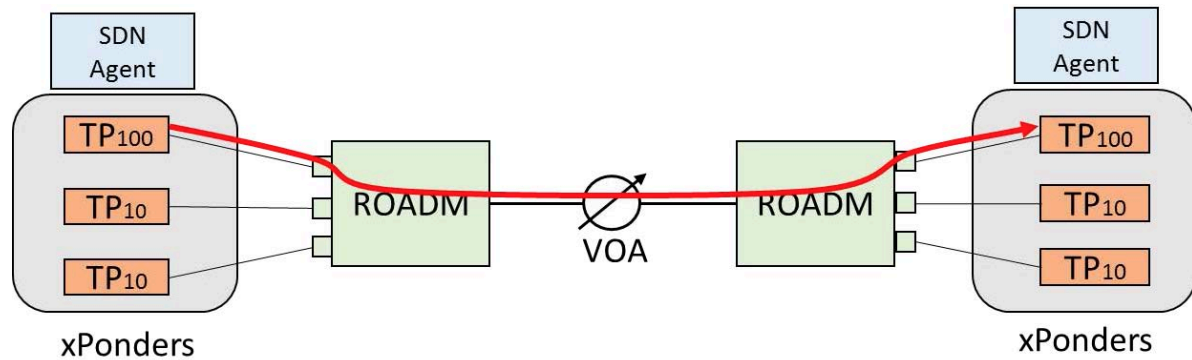 SDN
Agent
SDN
Agent
TP100
TP10
TP10
ROADM
VOA
ROADM
TP100
TP10
TP10
xPonders
xPonders